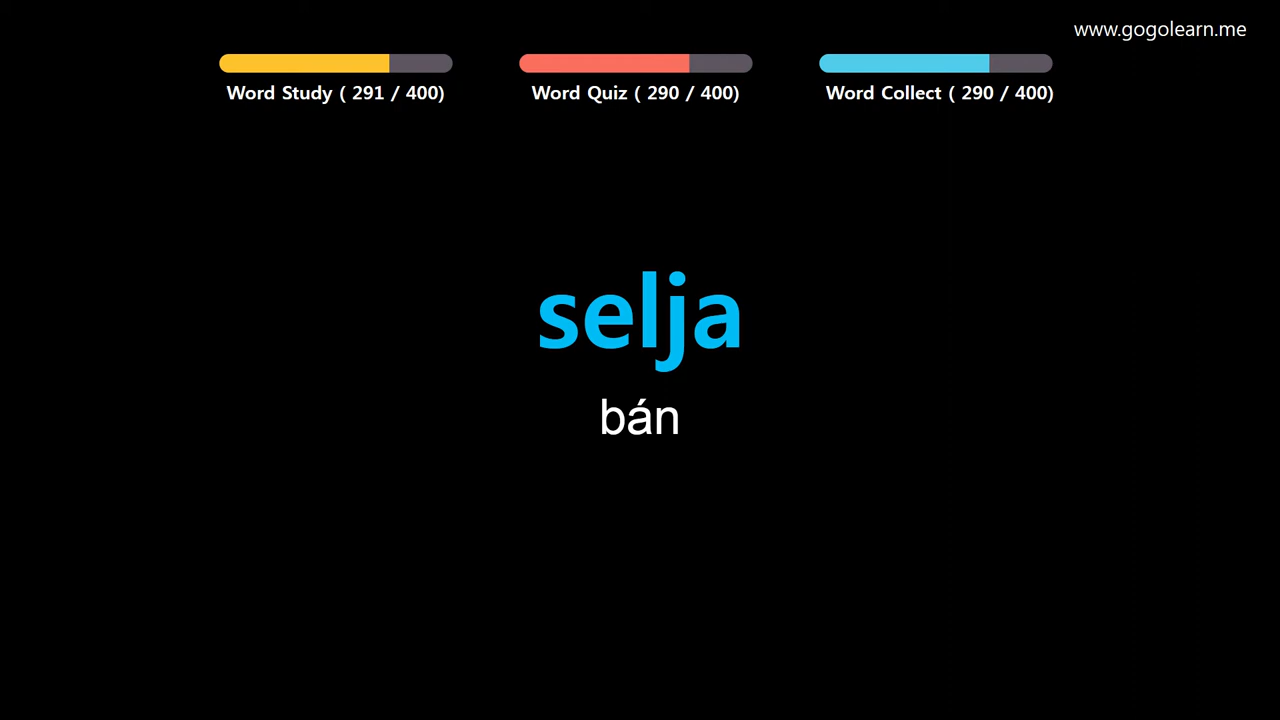 www.gogolearn.me
Word Study ( 291 / 400)
Word Quiz ( 290 / 400)
Word Collect ( 290 / 400)
selja
bán